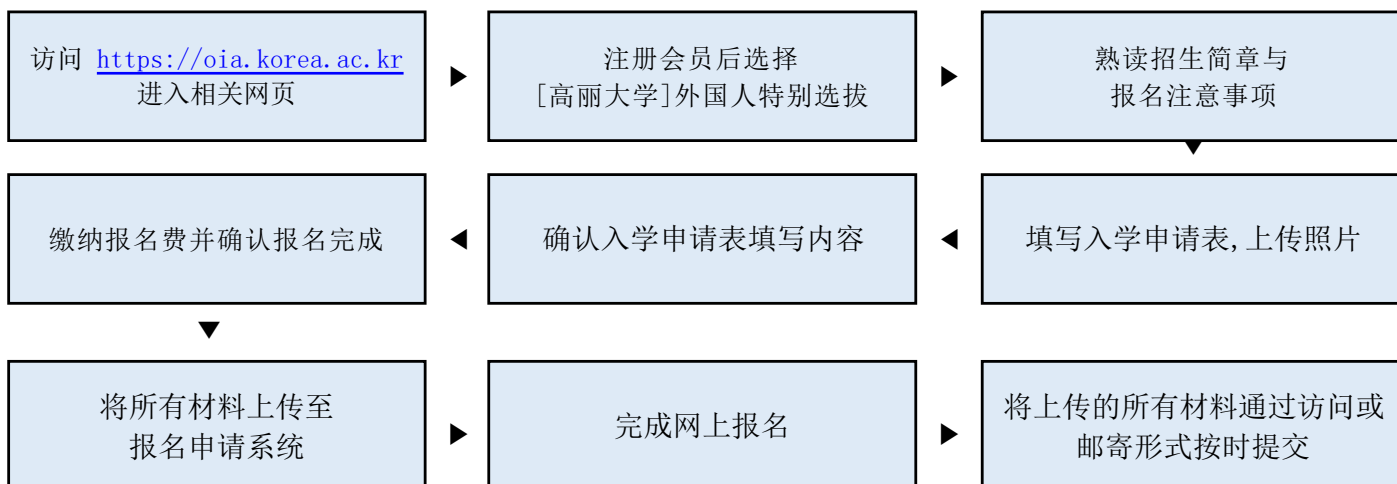 访问 https://oia.korea.ac.kr
进入相关网页
注册会员后选择
[高丽大学]外国人特别选拔
熟读招生简章与
报名注意事项
填写入学申请表,上传照片
确认入学申请表填写内容
缴纳报名费并确认报名完成
将所有材料上传至
报名申请系统
完成网上报名
将上传的所有材料通过访问或
邮寄形式按时提交